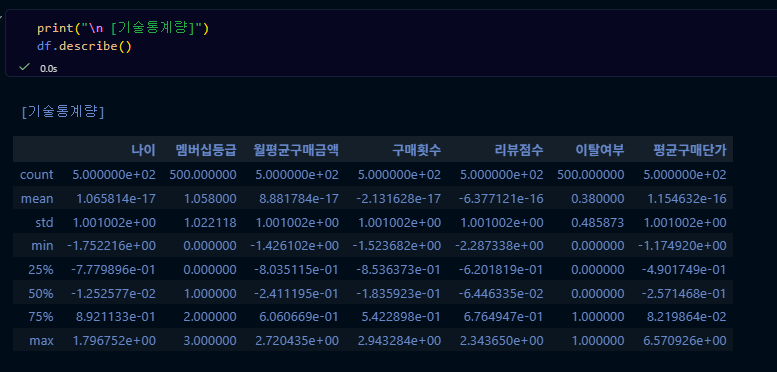 print("\n [기술통계량]")
df.describe()
0.0s
[기술통계량]
나이 멤버십등급 월평균구매금액 구매횟수 리뷰점수 이탈여부 평균구매단가
count 5.000000e+02 500.000000 5.000000e+02 5.000000e+02 5.000000e+02 500.000000 5.000000e+02
mean 1.065814e-17 1.058000 8.881784e-17 -2.131628e-17 -6.377121e-16 0.380000 1.154632e-16
std 1.001002e+00 1.022118 1.001002e+00 1.001002e+00 1.001002e+00 0.485873 1.001002e+00
min -1.752216e+00 0.000000 -1.426102e+00 -1.523682e+00 -2.287338e+00 0.000000 -1.174920e+00
25% -7.779896e-01 0.000000 -8.035115e-01 -8.536373e-01 -6.201819e-01 0.000000 -4.901749e-01
50% -1.252577e-02 1.000000 -2.411195e-01 -1.835923e-01 -6.446335e-02 0.000000 -2.571468e-01
75% 8.921133e-01 2.000000 6.060669e-01 5.422898e-01 6.764947e-01 1.000000 8.219864e-02
max 1.796752e+00 3.000000 2.720435e+00 2.943284e+00 2.343650e+00 1.000000 6.570926e+00